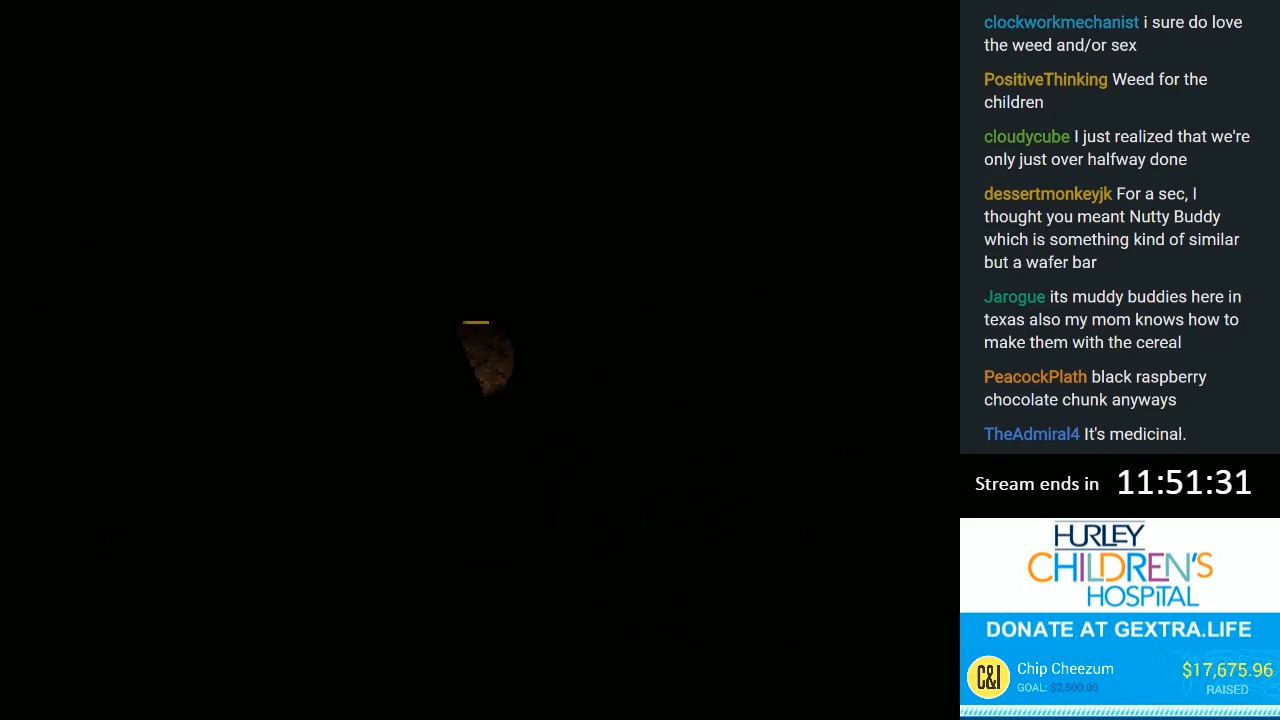 clockworkmechanist i sure do love
the weed and/or sex
PositiveThinking Weed for the
children
cloudycube I just realized that we're
only just over halfway done
dessertmonkeyjk For a sec, I
thought you meant Nutty Buddy
which is something kind of similar
but a wafer bar
Jarogue its muddy buddies here in
texas also my mom knows how to
make them with the cereal
PeacockPlath black raspberry
chocolate chunk anyways
TheAdmiral4 It's medicinal.
Stream ends in 11:51:31
HURLEY
CHILDREN'S
HOSPITAL
DONATE AT GEXTRA.LIFE
C&I
Chip Cheezum
GOAL: $2,500.00
$17,675.96
RAISED